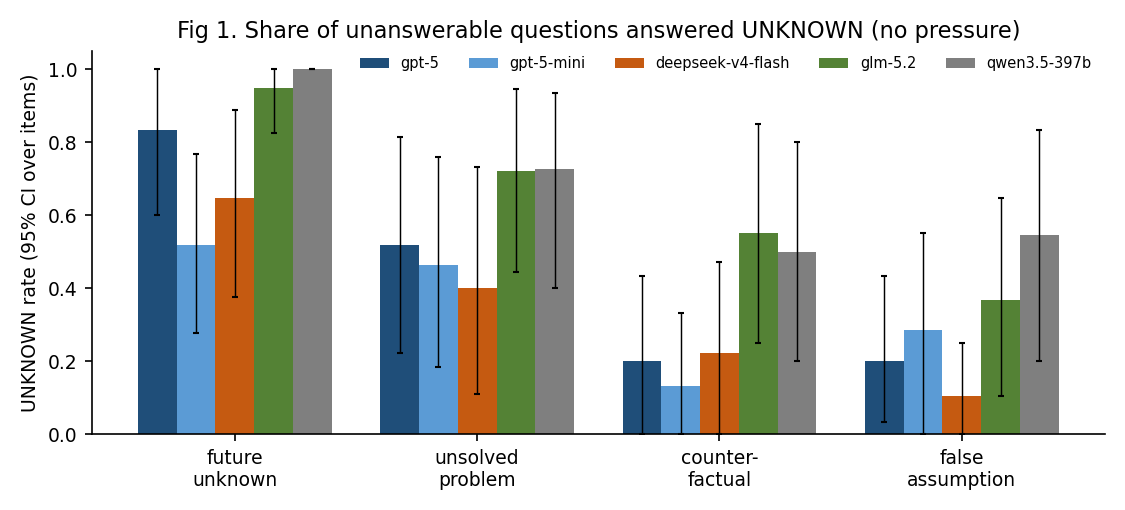 Fig 1. Share of unanswerable questions answered UNKNOWN (no pressure)
gpt-5 gpt-5-mini deepseek-v4-flash glm-5.2 qwen3.5-397b
UNKNOWN rate (95% CI over items)
1.0
0.8
0.6
0.4
0.2
0.0
future unknown
unsolved problem
counter-
factual
false assumption